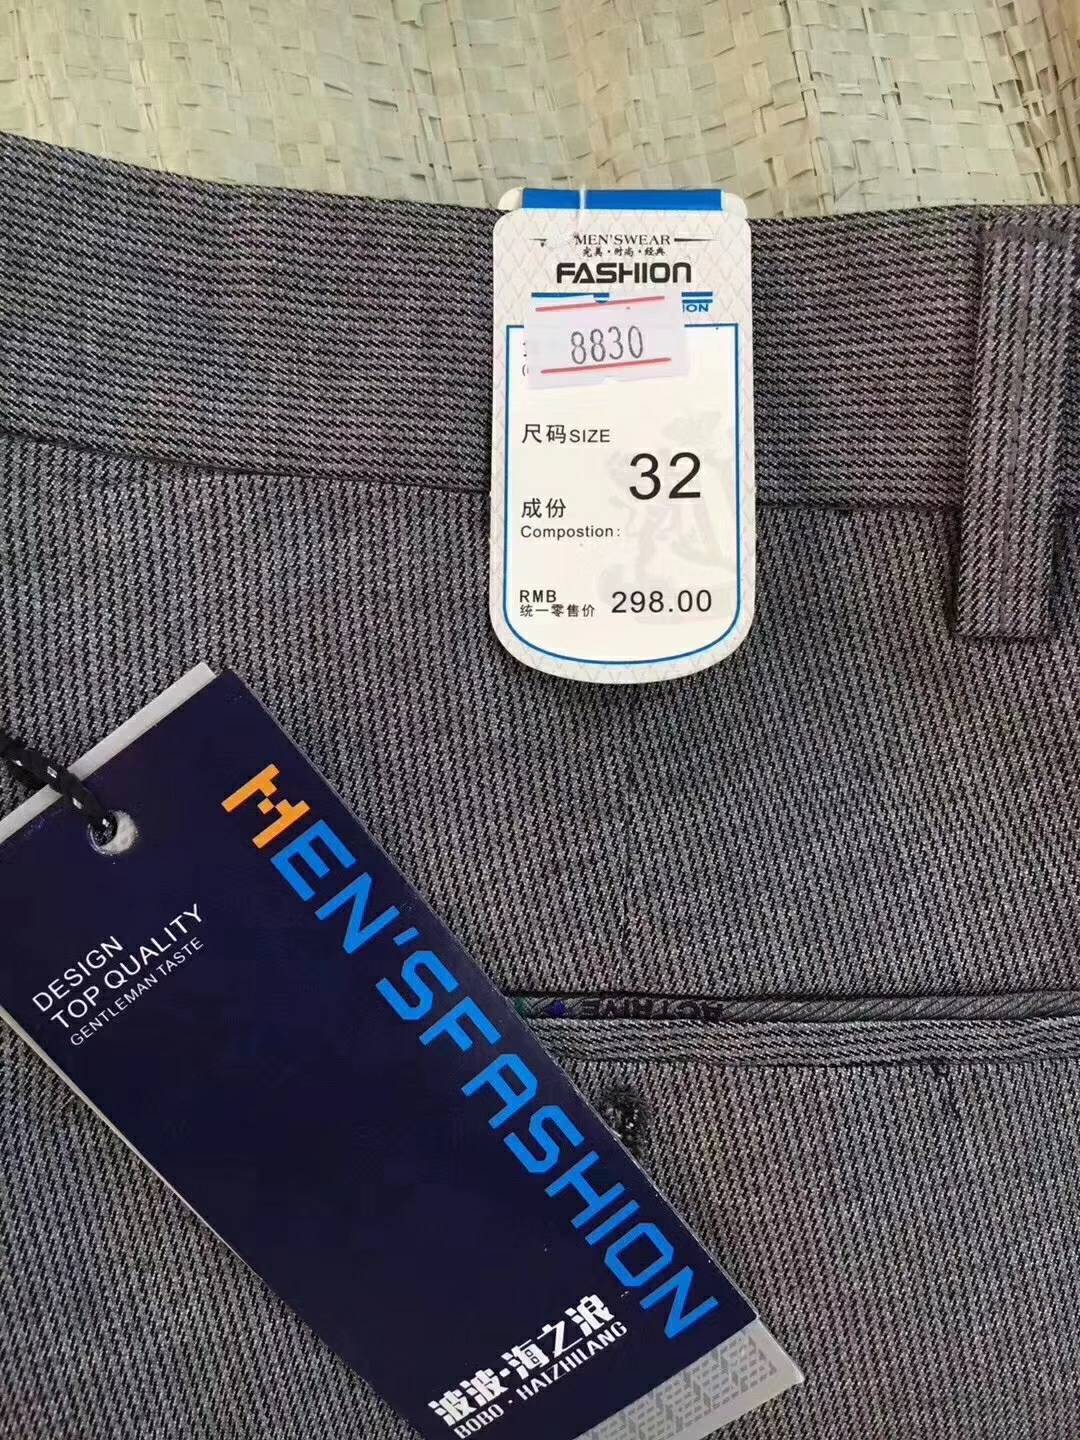 MEN'SWEAR
完美·时尚·经典
FASHION
ION
8830
尺码SIZE
32
成份
Compostion:
RMB
统一零售价
298.00
DESIGN
TOP QUALITY
GENTLEMAN TASTE
MEN'SFASHION
波波·海之浪
BOBO·HAIZHILANG